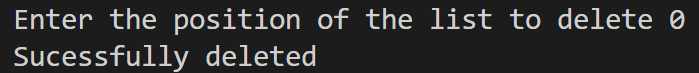 Enter the position of the list to delete 0
Sucessfully deleted